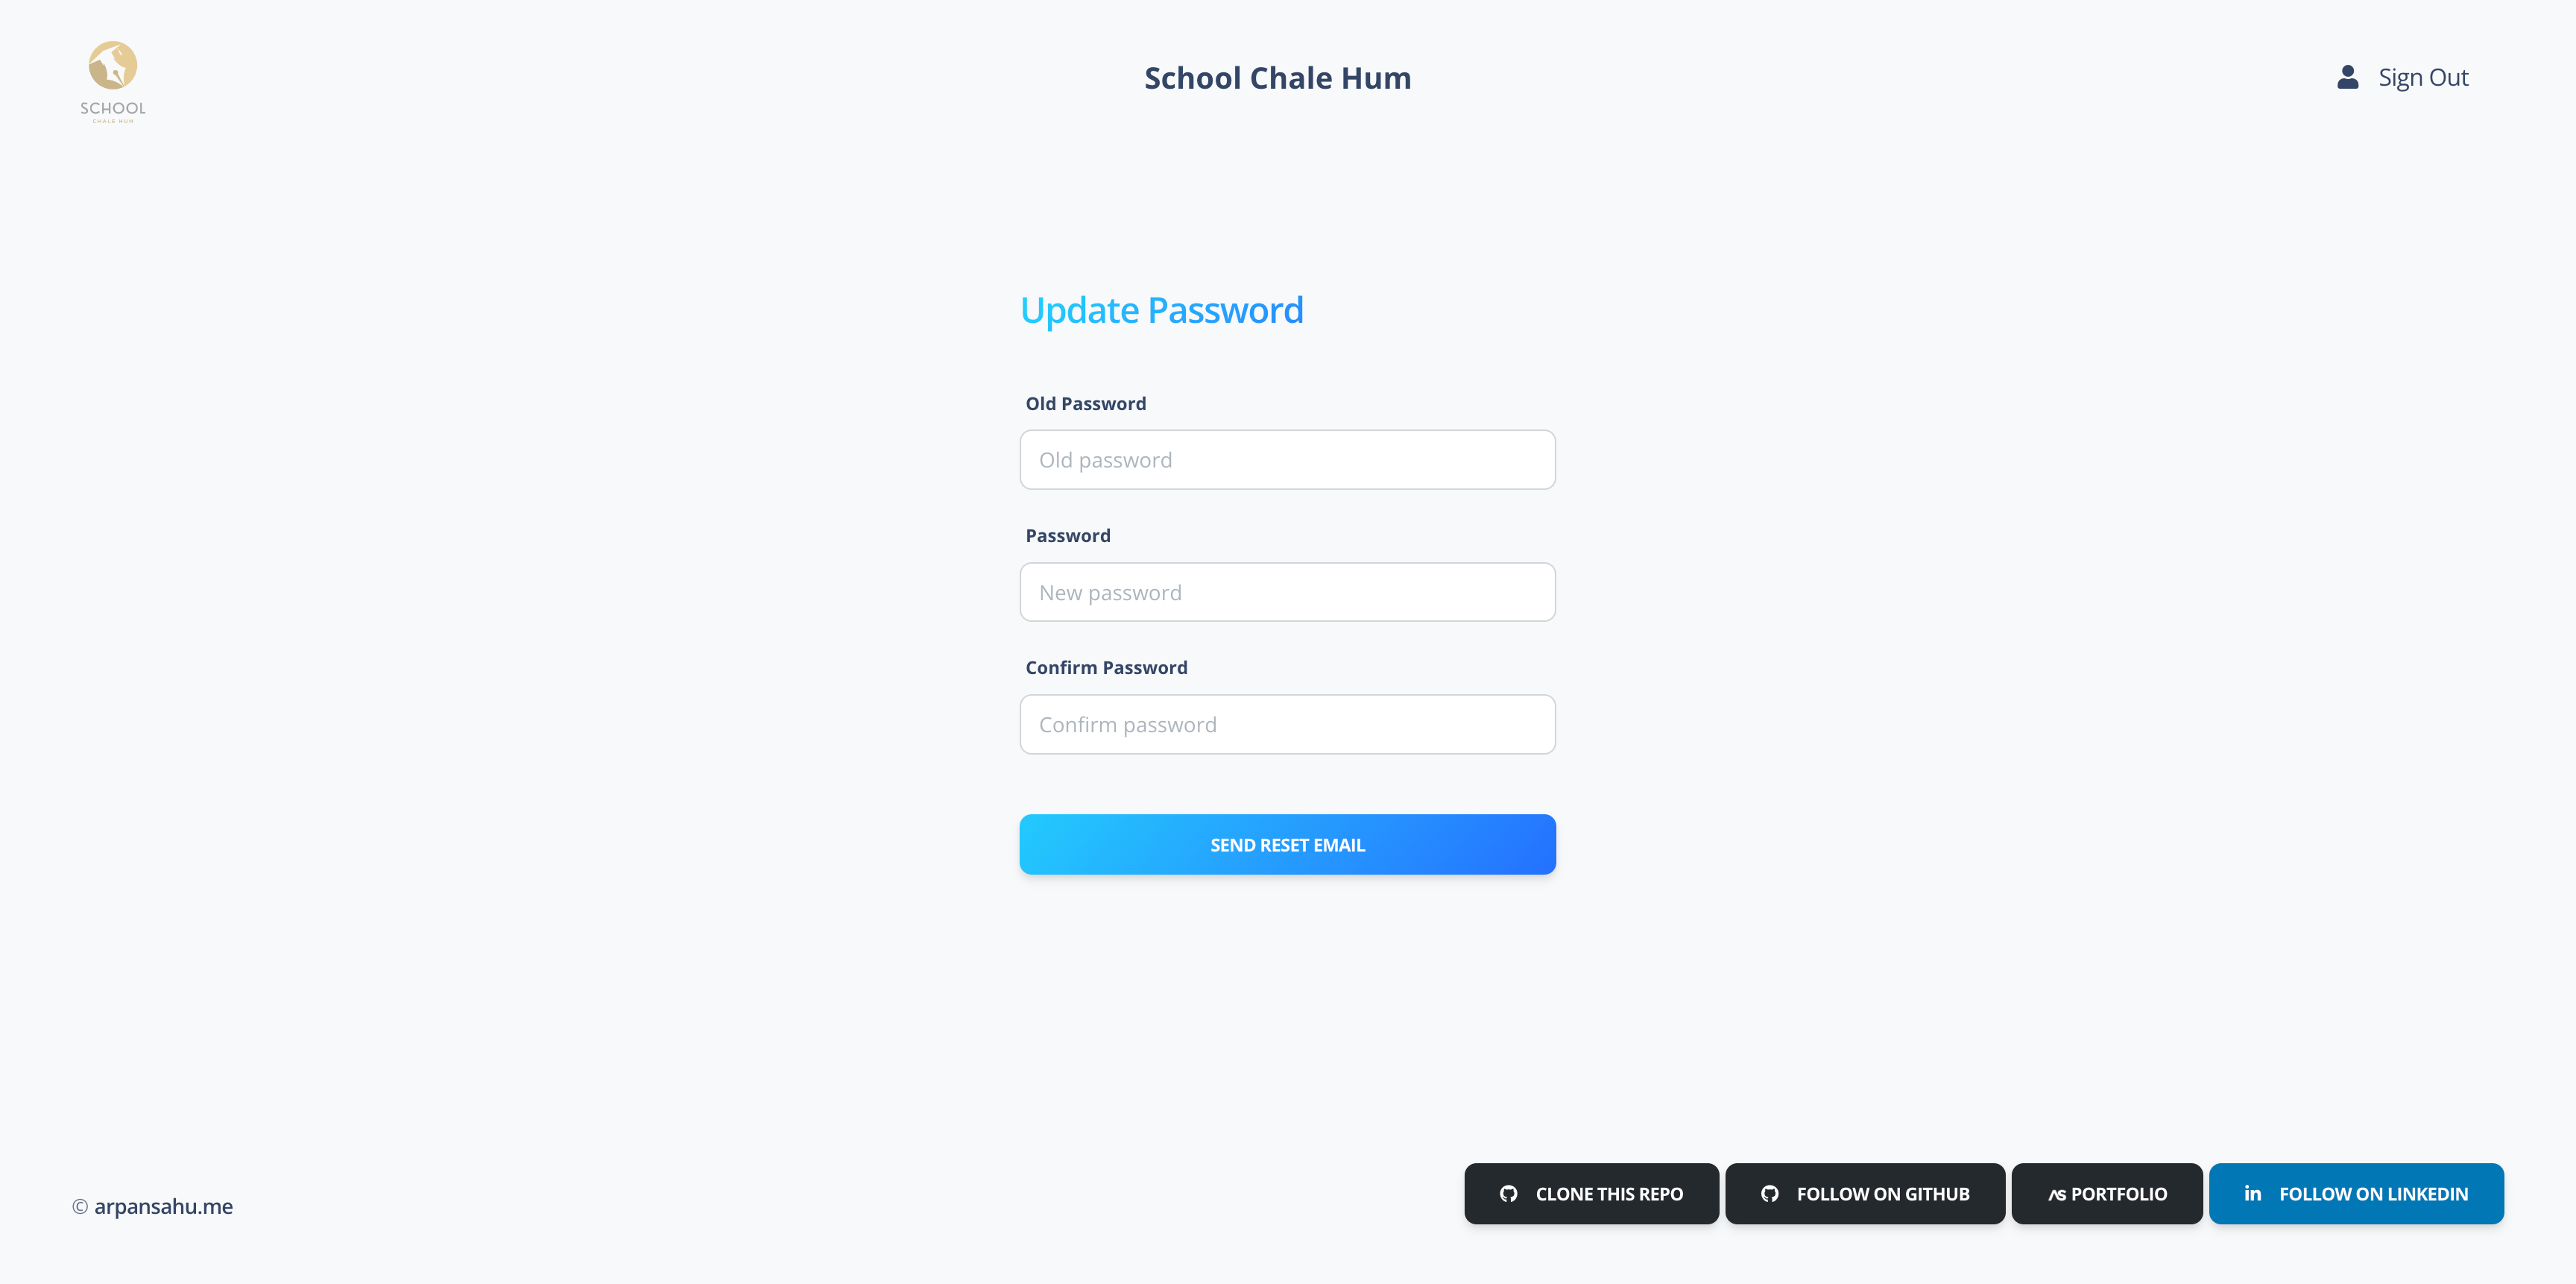 SCHOOL
CHALE HUM
School Chale Hum
Sign Out
Update Password
Old Password
Old password
Password
New password
Confirm Password
Confirm password
SEND RESET EMAIL
© arpansahu.me
CLONE THIS REPO
FOLLOW ON GITHUB
AS PORTFOLIO
in FOLLOW ON LINKEDIN